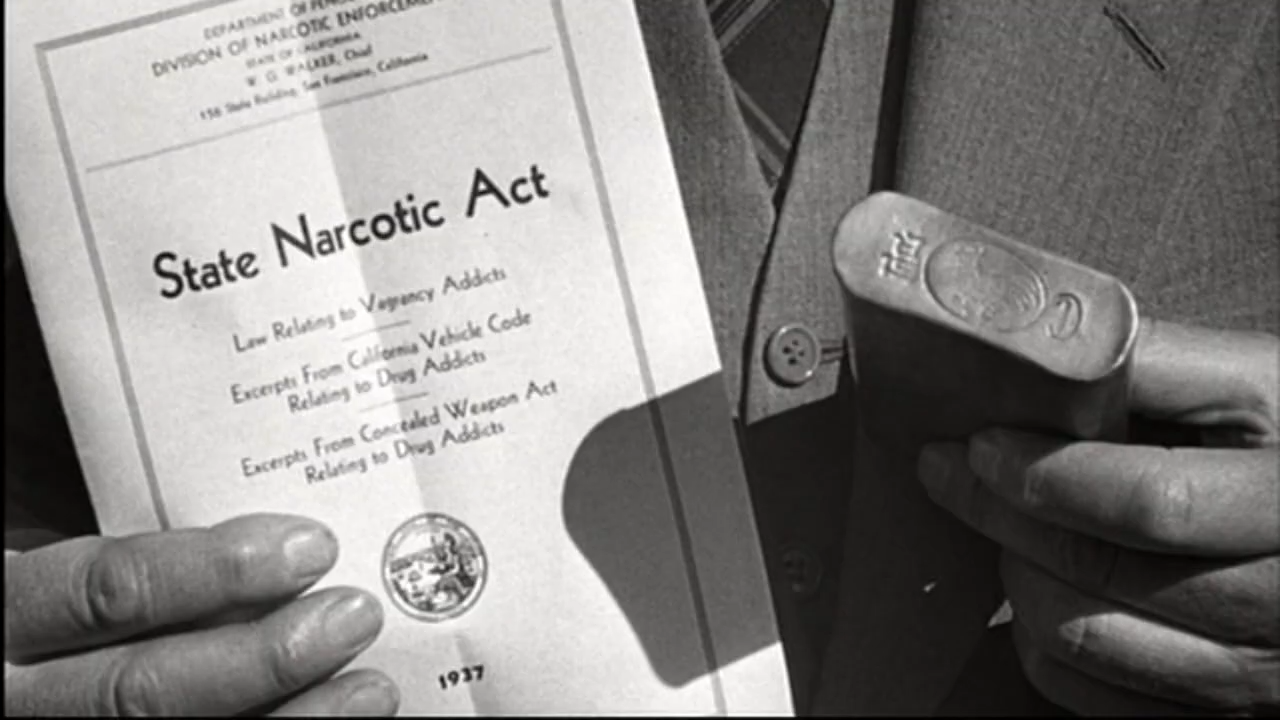 DEPARTMENT OF
DIVISION OF NARCOTIC ENFORCEMENT
STATE OF CALIFORNIA
W. G. WALKER, Chief
156 State Building, San Francisco, California
State Narcotic Act
Law Relating to Vagrancy Addicts
Excerpts From California Vehicle Code
Relating to Drug Addicts
Excerpts From Concealed Weapon Act
Relating to Drug Addicts
1937